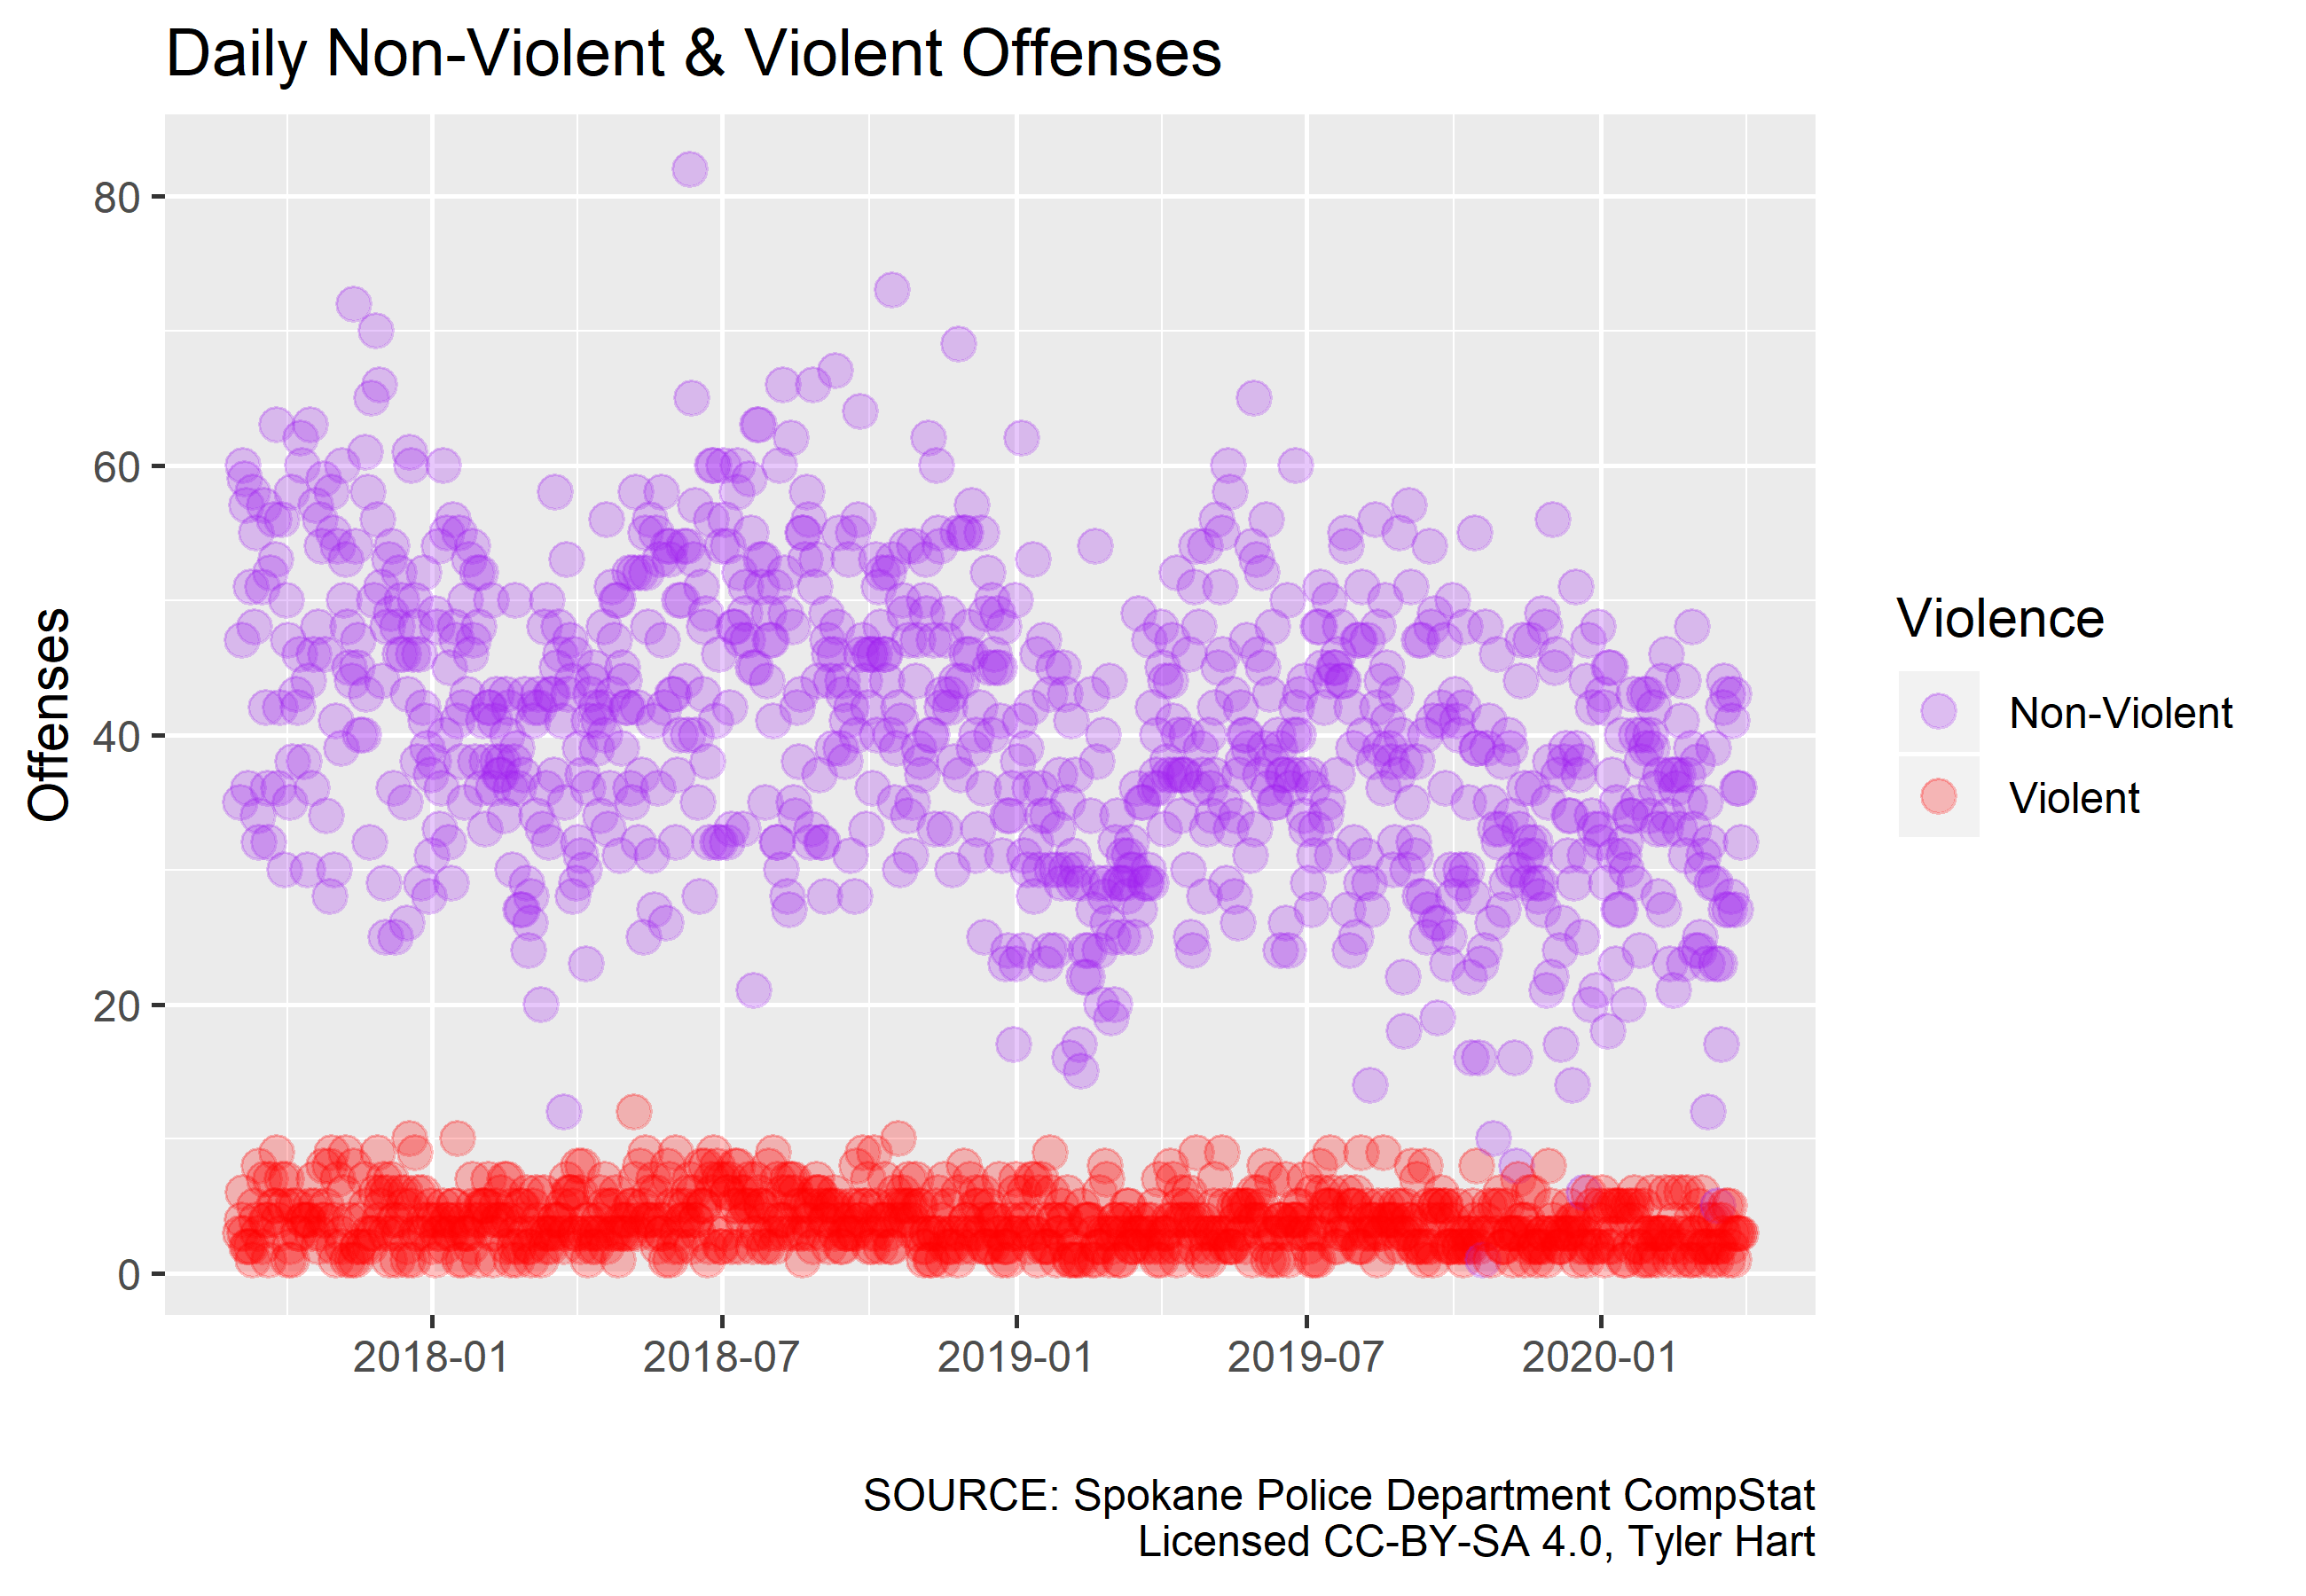 Daily Non-Violent & Violent Offenses
Offenses
80
60
40
20
0
2018-01
2018-07
2019-01
2019-07
2020-01
Violence
Non-Violent
Violent
SOURCE: Spokane Police Department CompStat
Licensed CC-BY-SA 4.0, Tyler Hart